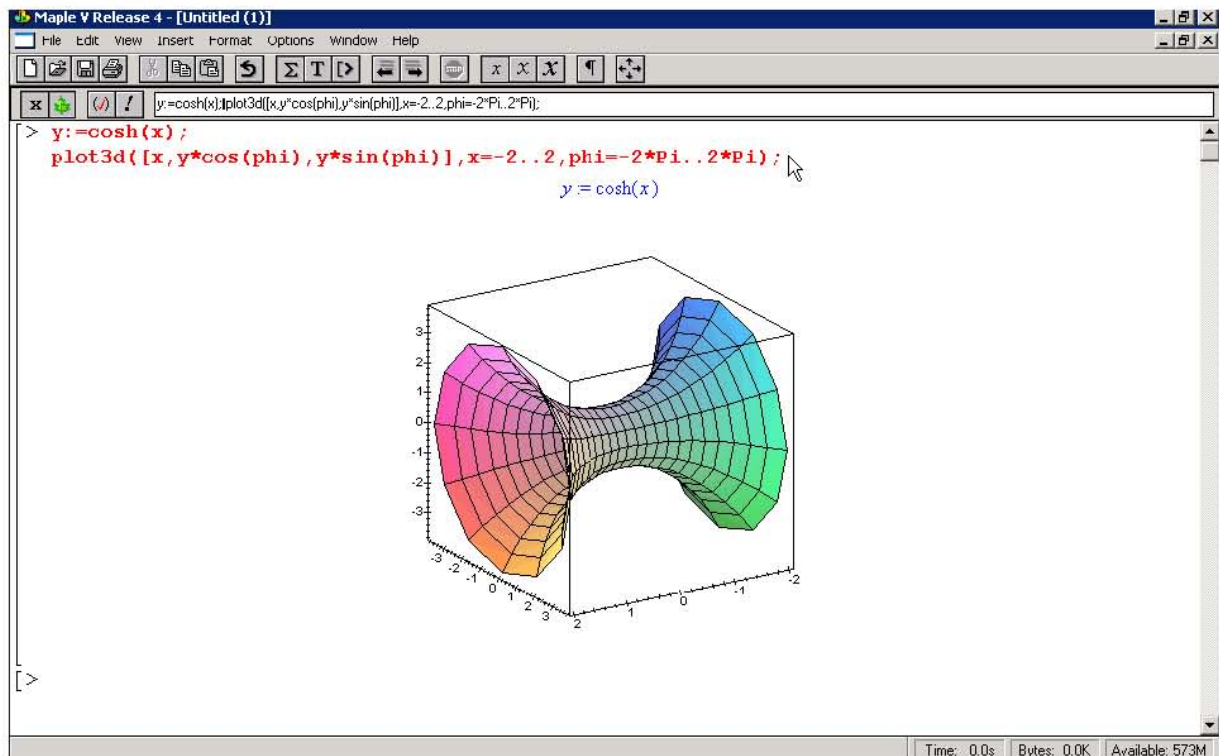 Maple V Release 4 - [Untitled (1)]
File Edit View Insert Format Options Window Help
Σ T [> STOP x x x ¶
x (√) ! y:=cosh(x);plot3d([x,y*cos(phi),y*sin(phi)],x=-2..2,phi=-2*Pi..2*Pi);
[> y:=cosh(x);
plot3d([x,y*cos(phi),y*sin(phi)],x=-2..2,phi=-2*Pi..2*Pi);
y := cosh(x)
3
2
1
0
-1
-2
-3
-3 -2 -1 0 1 2 3
2 1 0 -1 -2
[>
Time: 0.0s Bytes: 0.0K Available: 573M